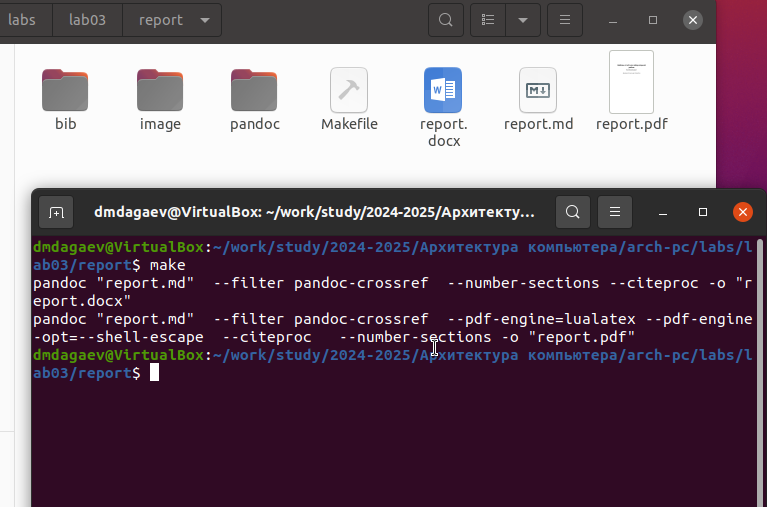 labs lab03 report
bib image pandoc Makefile report.docx report.md report.pdf
dmdagaev@VirtualBox: ~/work/study/2024-2025/Архитекту...
dmdagaev@VirtualBox:~/work/study/2024-2025/Архитектура компьютера/arch-pc/labs/l
ab03/report$ make
pandoc "report.md"  --filter pandoc-crossref  --number-sections --citeproc -o "r
eport.docx"
pandoc "report.md"  --filter pandoc-crossref  --pdf-engine=lualatex --pdf-engine
-opt=--shell-escape  --citeproc   --number-sections -o "report.pdf"
dmdagaev@VirtualBox:~/work/study/2024-2025/Архитектура компьютера/arch-pc/labs/l
ab03/report$